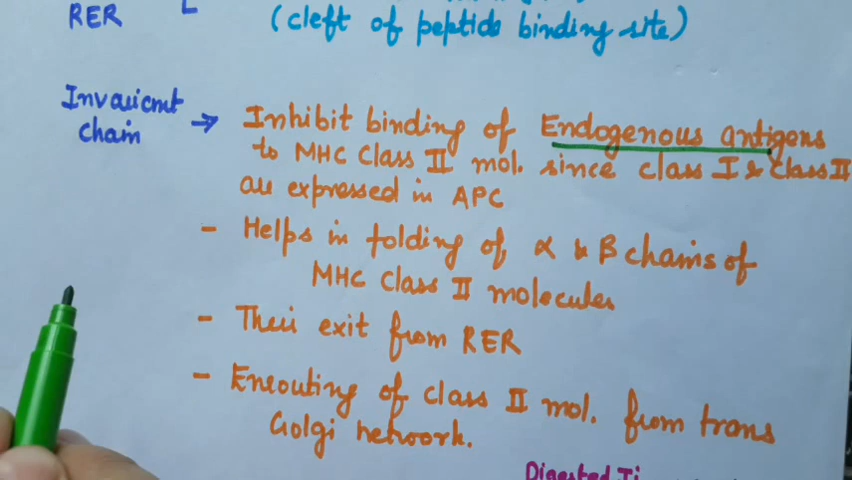 RER
(cleft of peptide binding site)
Invariant
chain → Inhibit binding of Endogenous antigens
to MHC Class II mol. since class I & Class II
are expressed in APC
- Helps in folding of α & β chains of
MHC Class II molecules
- Their exit from RER
- Enrouting of class II mol. from trans
Golgi network.
Digested Ii